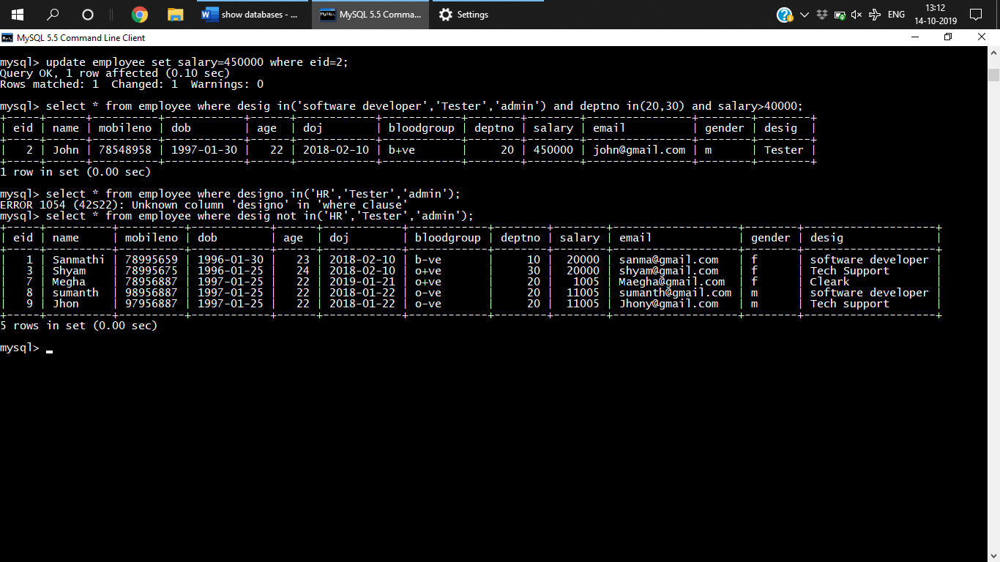 show databases - ...
MySQL 5.5 Comma...
Settings
ENG
13:12
14-10-2019
MySQL 5.5 Command Line Client
mysql> update employee set salary=450000 where eid=2;
Query OK, 1 row affected (0.10 sec)
Rows matched: 1  Changed: 1  Warnings: 0
mysql> select * from employee where desig in('software developer','Tester','admin') and deptno in(20,30) and salary>40000;
+-----+------+----------+------------+------+------------+------------+--------+--------+----------------+--------+--------+
| eid | name | mobileno | dob        | age  | doj        | bloodgroup | deptno | salary | email          | gender | desig  |
+-----+------+----------+------------+------+------------+------------+--------+--------+----------------+--------+--------+
|   2 | John | 78548958 | 1997-01-30 |   22 | 2018-02-10 | b+ve       |     20 | 450000 | john@gmail.com | m      | Tester |
+-----+------+----------+------------+------+------------+------------+--------+--------+----------------+--------+--------+
1 row in set (0.00 sec)
mysql> select * from employee where designo in('HR','Tester','admin');
ERROR 1054 (42S22): Unknown column 'designo' in 'where clause'
mysql> select * from employee where desig not in('HR','Tester','admin');
+-----+----------+----------+------------+------+------------+------------+--------+--------+-------------------+--------+--------------------+
| eid | name     | mobileno | dob        | age  | doj        | bloodgroup | deptno | salary | email             | gender | desig              |
+-----+----------+----------+------------+------+------------+------------+--------+--------+-------------------+--------+--------------------+
|   1 | Sanmathi | 78995659 | 1996-01-30 |   23 | 2018-02-10 | b-ve       |     10 |  20000 | sanma@gmail.com   | f      | software developer |
|   3 | Shyam    | 78995675 | 1996-01-25 |   24 | 2018-02-10 | o+ve       |     30 |  20000 | shyam@gmail.com   | f      | Tech Support       |
|   7 | Megha    | 78956887 | 1997-01-25 |   22 | 2019-01-21 | o+ve       |     20 |   1005 | Maegha@gmail.com  | f      | Cleark             |
|   8 | sumanth  | 98956887 | 1997-01-25 |   22 | 2018-01-22 | o-ve       |     20 |  11005 | sumanth@gmail.com | m      | software developer |
|   9 | Jhon     | 97956887 | 1997-01-25 |   22 | 2018-01-22 | o-ve       |     20 |  11005 | Jhony@gmail.com   | m      | Tech support       |
+-----+----------+----------+------------+------+------------+------------+--------+--------+-------------------+--------+--------------------+
5 rows in set (0.00 sec)
mysql>